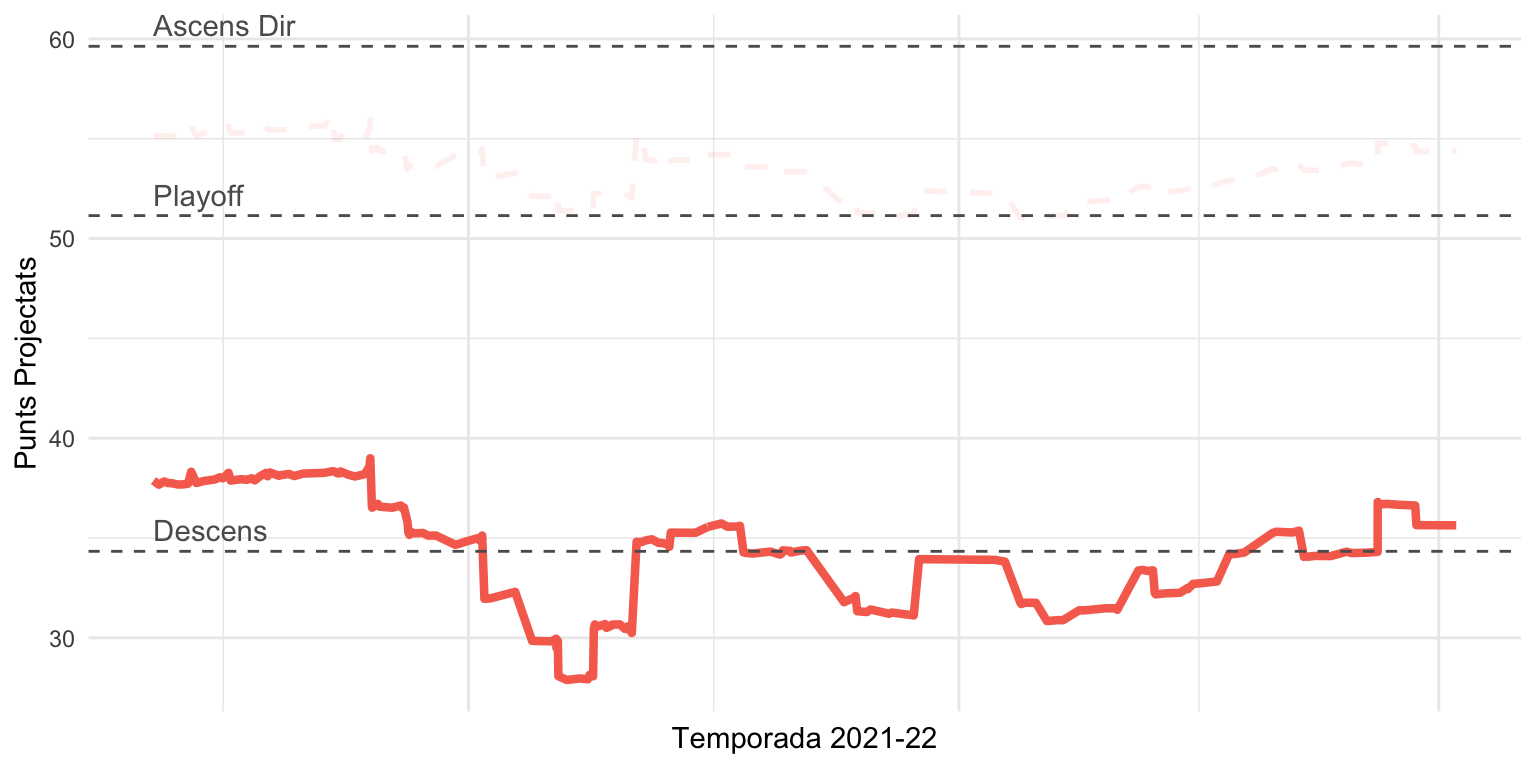 Ascens Dir
60
Playoff
50
Punts Projectats
40
Descens
30
Temporada 2021-22